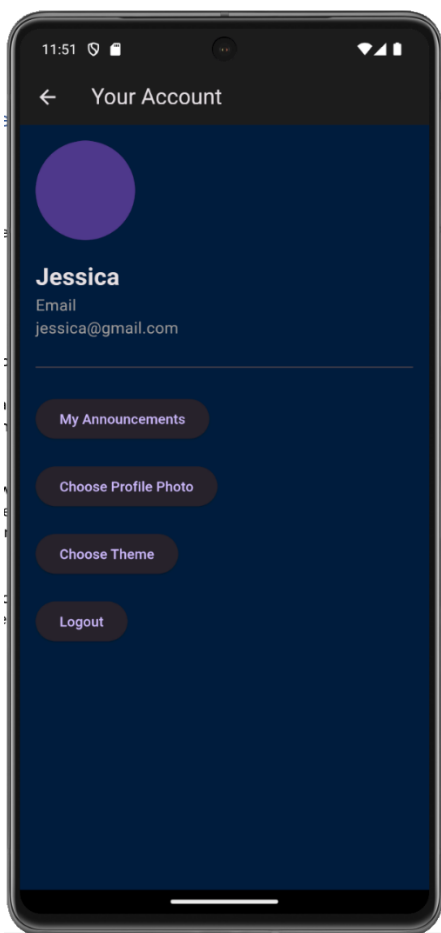 11:51
Your Account
Jessica
Email
jessica@gmail.com
My Announcements
Choose Profile Photo
Choose Theme
Logout